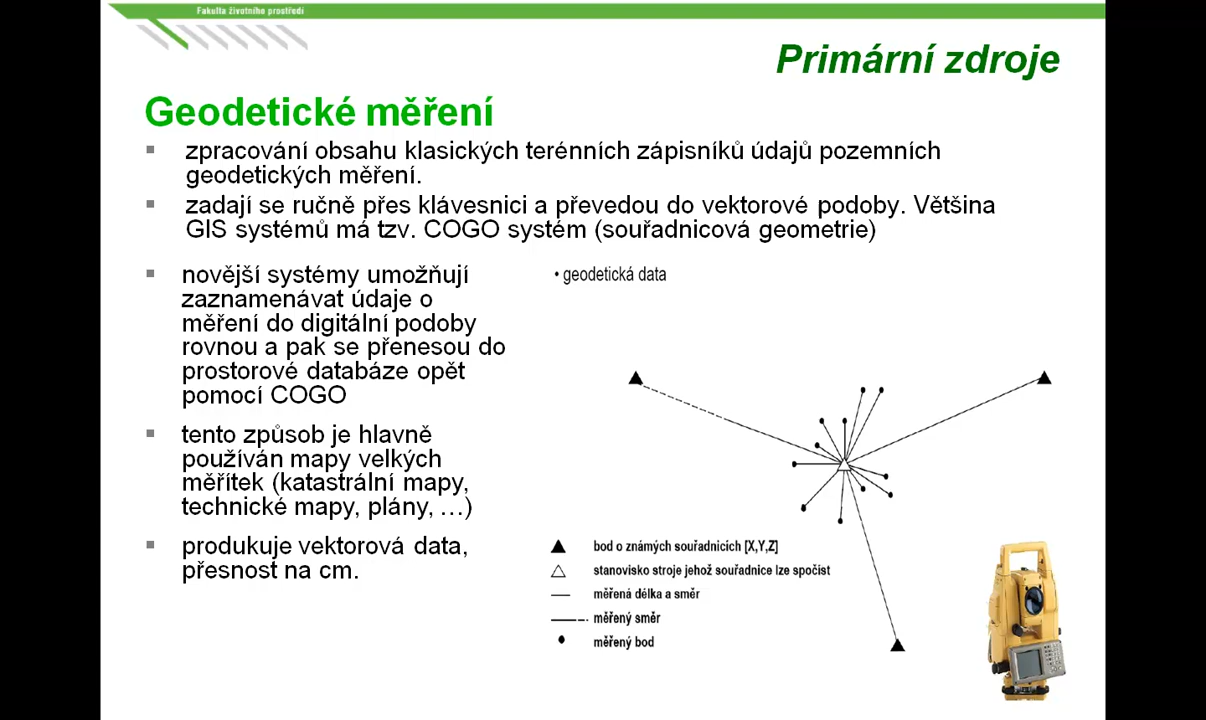 Fakulta životního prostředí
Primární zdroje
Geodetické měření
▪ zpracování obsahu klasických terénních zápisníků údajů pozemních
geodetických měření.
▪ zadají se ručně přes klávesnici a převedou do vektorové podoby. Většina
GIS systémů má tzv. COGO systém (souřadnicová geometrie)
▪ novější systémy umožňují
zaznamenávat údaje o
měření do digitální podoby
rovnou a pak se přenesou do
prostorové databáze opět
pomocí COGO
▪ tento způsob je hlavně
používán mapy velkých
měřítek (katastrální mapy,
technické mapy, plány, …)
▪ produkuje vektorová data,
přesnost na cm.
• geodetická data
bod o známých souřadnicích [X,Y,Z]
stanovisko stroje jehož souřadnice lze spočíst
měřená délka a směr
měřený směr
měřený bod